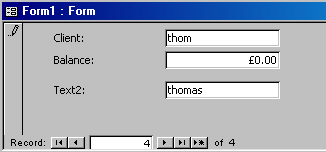 Form1 : Form
Client: thom
Balance: £0.00
Text2: thomas
Record: 4 of 4